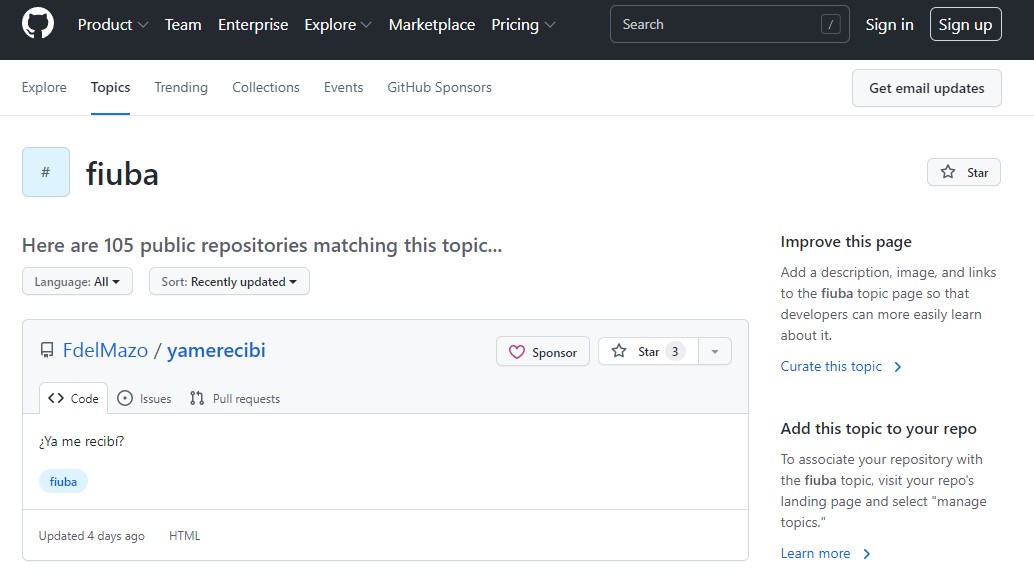 Product Team Enterprise Explore Marketplace Pricing Search / Sign in Sign up
Explore Topics Trending Collections Events GitHub Sponsors Get email updates
# fiuba Star
Here are 105 public repositories matching this topic...
Language: All Sort: Recently updated
FdelMazo / yamerecibi Sponsor Star 3
Code Issues Pull requests
¿Ya me recibí?
fiuba
Updated 4 days ago HTML
Improve this page
Add a description, image, and links
to the fiuba topic page so that
developers can more easily learn
about it.
Curate this topic
Add this topic to your repo
To associate your repository with
the fiuba topic, visit your repo's
landing page and select "manage
topics."
Learn more